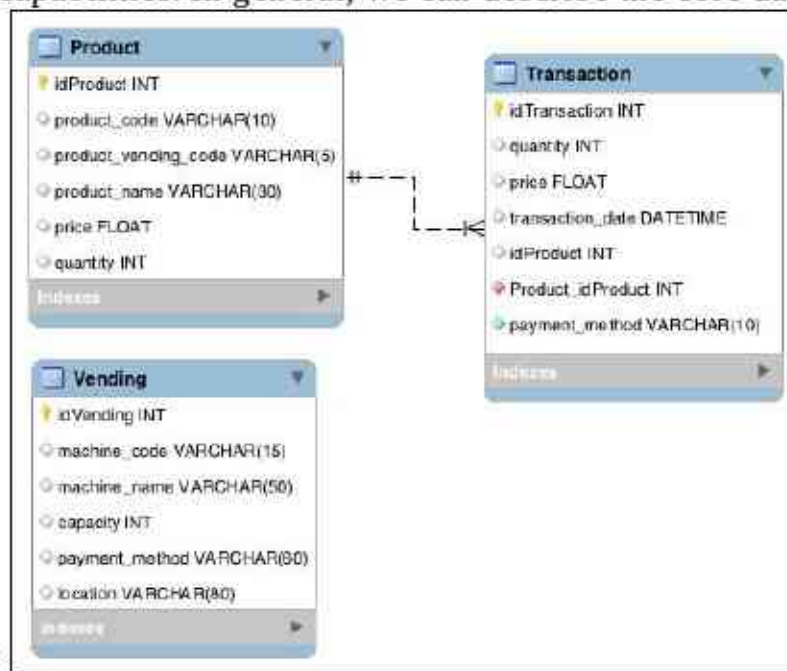 Product
idProduct INT
product_code VARCHAR(10)
product_vending_code VARCHAR(5)
product_name VARCHAR(30)
price FLOAT
quantity INT
Indexes
Transaction
idTransaction INT
quantity INT
price FLOAT
transaction_date DATETIME
idProduct INT
Product_idProduct INT
payment_method VARCHAR(10)
Indexes
Vending
idVending INT
machine_code VARCHAR(15)
machine_name VARCHAR(50)
capacity INT
payment_method VARCHAR(60)
location VARCHAR(80)
Indexes